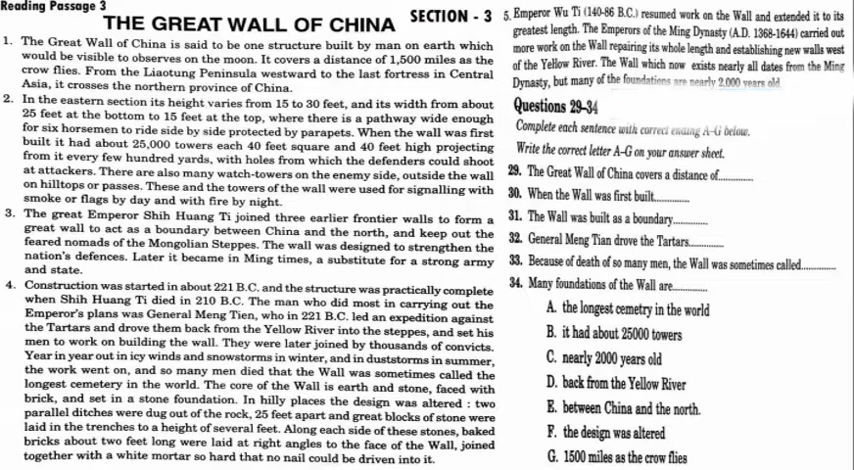 Reading Passage 3
THE GREAT WALL OF CHINA
SECTION - 3
1. The Great Wall of China is said to be one structure built by man on earth which
would be visible to observes on the moon. It covers a distance of 1,500 miles as the
crow flies. From the Liaotung Peninsula westward to the last fortress in Central
Asia, it crosses the northern province of China.
2. In the eastern section its height varies from 15 to 30 feet, and its width from about
25 feet at the bottom to 15 feet at the top, where there is a pathway wide enough
for six horsemen to ride side by side protected by parapets. When the wall was first
built it had about 25,000 towers each 40 feet square and 40 feet high projecting
from it every few hundred yards, with holes from which the defenders could shoot
at attackers. There are also many watch-towers on the enemy side, outside the wall
on hilltops or passes. These and the towers of the wall were used for signalling with
smoke or flags by day and with fire by night.
3. The great Emperor Shih Huang Ti joined three earlier frontier walls to form a
great wall to act as a boundary between China and the north, and keep out the
feared nomads of the Mongolian Steppes. The wall was designed to strengthen the
nation's defences. Later it became in Ming times, a substitute for a strong army
and state.
4. Construction was started in about 221 B.C. and the structure was practically complete
when Shih Huang Ti died in 210 B.C. The man who did most in carrying out the
Emperor's plans was General Meng Tien, who in 221 B.C. led an expedition against
the Tartars and drove them back from the Yellow River into the steppes, and set his
men to work on building the wall. They were later joined by thousands of convicts.
Year in year out in icy winds and snowstorms in winter, and in duststorms in summer,
the work went on, and so many men died that the Wall was sometimes called the
longest cemetery in the world. The core of the Wall is earth and stone, faced with
brick, and set in a stone foundation. In hilly places the design was altered : two
parallel ditches were dug out of the rock, 25 feet apart and great blocks of stone were
laid in the trenches to a height of several feet. Along each side of these stones, baked
bricks about two feet long were laid at right angles to the face of the Wall, joined
together with a white mortar so hard that no nail could be driven into it.
5. Emperor Wu Ti (140-86 B.C.) resumed work on the Wall and extended it to its
greatest length. The Emperors of the Ming Dynasty (A.D. 1368-1644) carried out
more work on the Wall repairing its whole length and establishing new walls west
of the Yellow River. The Wall which now exists nearly all dates from the Ming
Dynasty, but many of the foundations are nearly 2,000 years old
Questions 29-34
Complete each sentence with correct ending A-G below.
Write the correct letter A-G on your answer sheet.
29. The Great Wall of China covers a distance of.............
30. When the Wall was first built.............
31. The Wall was built as a boundary.............
32. General Meng Tian drove the Tartars.............
33. Because of death of so many men, the Wall was sometimes called.............
34. Many foundations of the Wall are.............
A. the longest cemetry in the world
B. it had about 25000 towers
C. nearly 2000 years old
D. back from the Yellow River
E. between China and the north.
F. the design was altered
G. 1500 miles as the crow flies